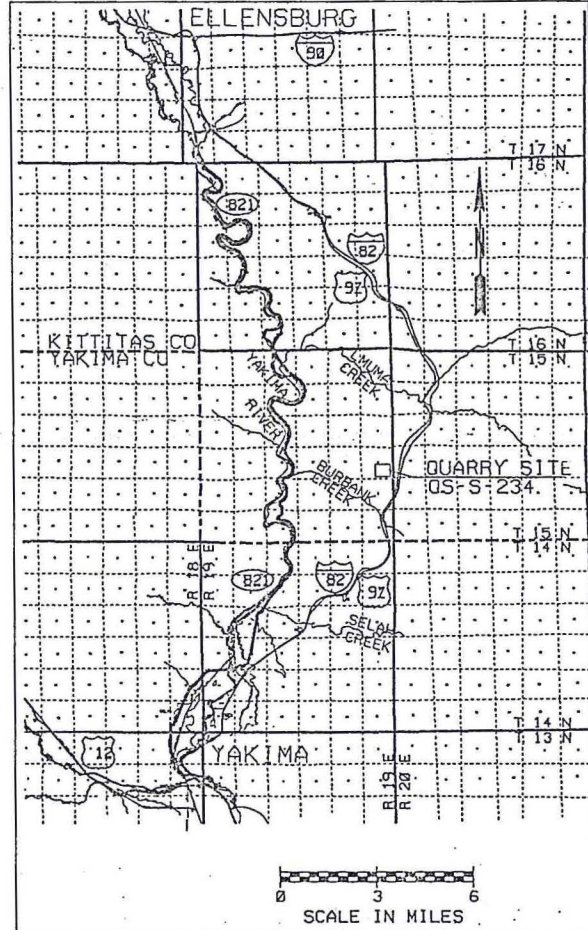 ELLENSBURG
90
T 17 N
T 16 N
821
82
97
KITTITAS CO
YAKIMA CO
T 16 N
T 15 N
YAKIMA
RIVER
LMUMA
CREEK
BURBANK
CREEK
QUARRY SITE
QS-S-234
T 15 N
T 14 N
R 18 E
R 19 E
821
82
97
SELAH
CREEK
T 14 N
T 13 N
12
YAKIMA
R 19 E
R 20 E
0 3 6
SCALE IN MILES